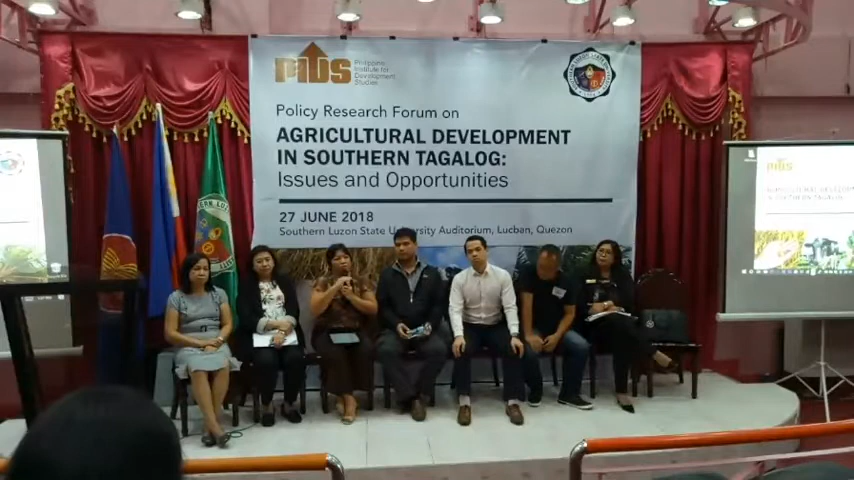 PIDS
Philippine
Institute for
Development
Studies
Policy Research Forum on
AGRICULTURAL DEVELOPMENT
IN SOUTHERN TAGALOG:
Issues and Opportunities
27 JUNE 2018
Southern Luzon State University Auditorium, Lucban, Quezon